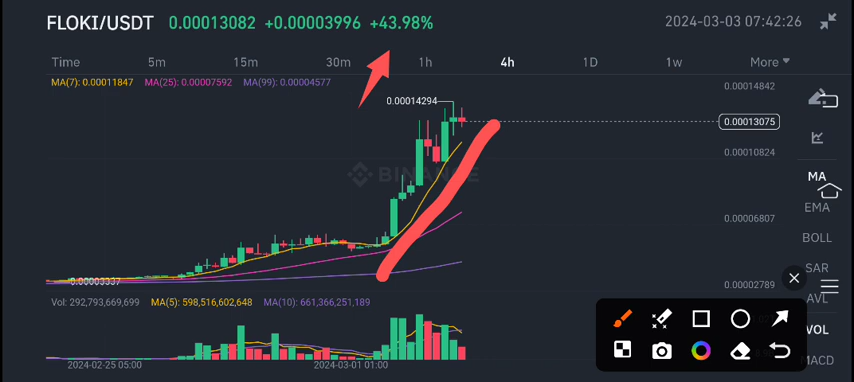 FLOKI/USDT 0.00013082 +0.00003996 +43.98% 2024-03-03 07:42:26
Time 5m 15m 30m 1h 4h 1D 1w More
MA(7): 0.00011847 MA(25): 0.00007592 MA(99): 0.00004577
0.00014842
0.00014294
0.00013075
0.00010824
BINANCE
MA
EMA
0.00006807
BOLL
SAR
0.00003337
0.00002789
AVL
Vol: 292,793,669,699 MA(5): 598,516,602,648 MA(10): 661,366,251,189
VOL
MACD
2024-02-25 05:00 2024-03-01 01:00